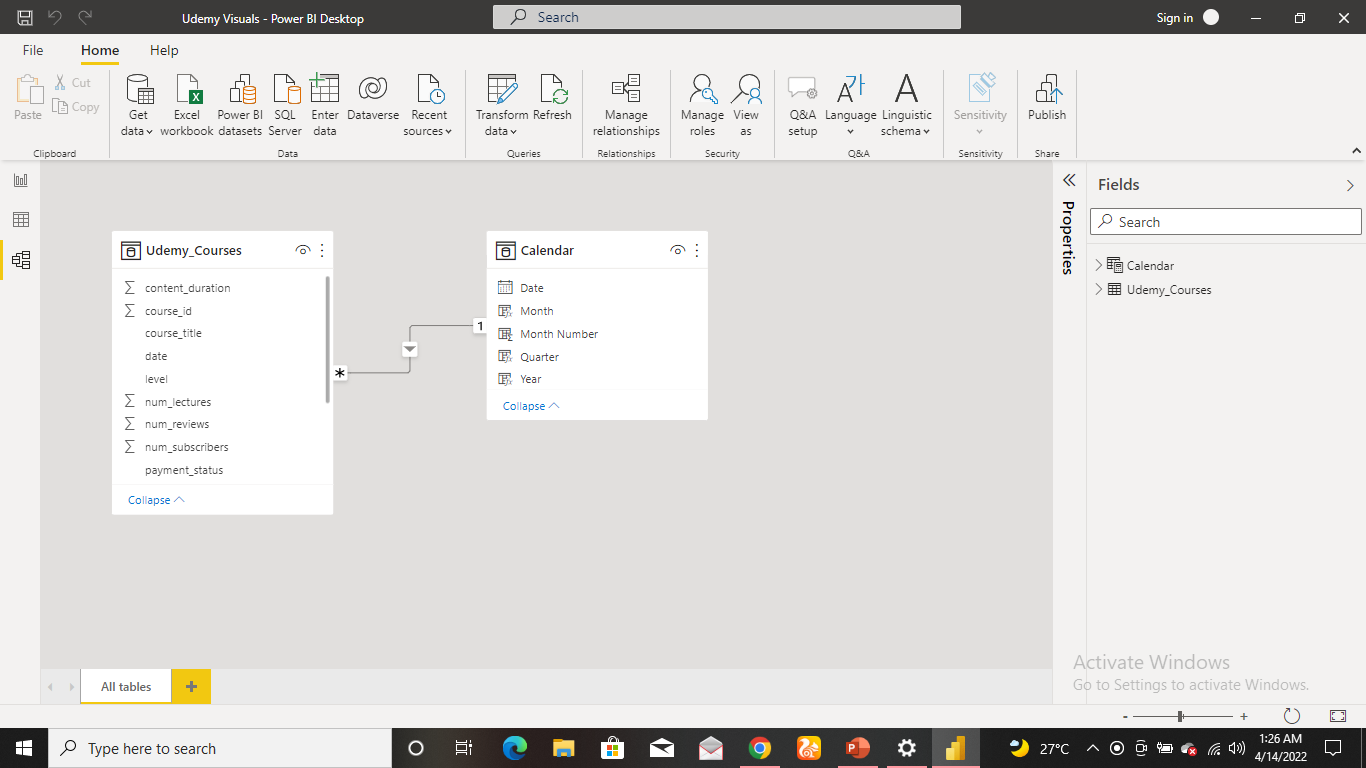 Udemy Visuals - Power BI Desktop
Search
Sign in
File
Home
Help
Paste
Cut
Copy
Clipboard
Get data
Excel workbook
Power BI datasets
SQL Server
Enter data
Dataverse
Recent sources
Data
Transform data
Refresh
Queries
Manage relationships
Relationships
Manage roles
View as
Security
Q&A setup
Language
Linguistic schema
Q&A
Sensitivity
Sensitivity
Publish
Share
Udemy_Courses
content_duration
course_id
course_title
date
level
num_lectures
num_reviews
num_subscribers
payment_status
Collapse
*
1
Calendar
Date
Month
Month Number
Quarter
Year
Collapse
Properties
Fields
Search
Calendar
Udemy_Courses
Activate Windows
Go to Settings to activate Windows.
All tables
+
- +
Type here to search
27°C
1:26 AM
4/14/2022